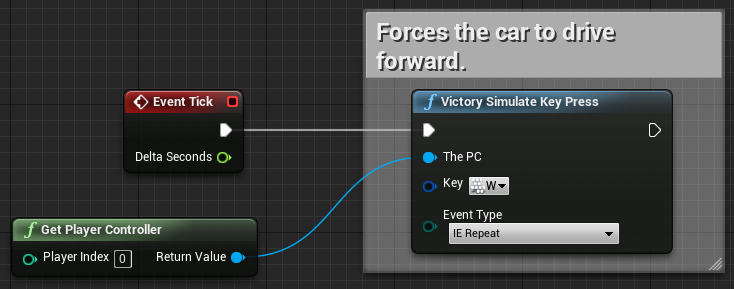 Forces the car to drive
forward.
Event Tick
Delta Seconds
f Victory Simulate Key Press
The PC
Key W
Event Type
IE Repeat
f Get Player Controller
Player Index 0 Return Value